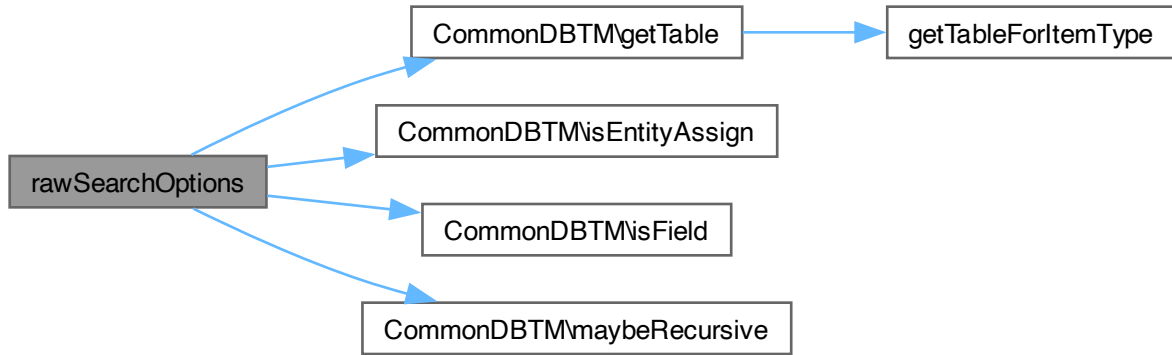 CommonDBTM\getTable
getTableForItemType
CommonDBTM\isEntityAssign
rawSearchOptions
CommonDBTM\isField
CommonDBTM\maybeRecursive